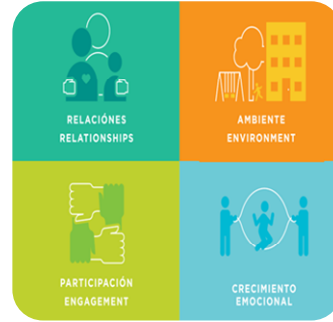 RELACIÓNES
RELATIONSHIPS
AMBIENTE
ENVIRONMENT
PARTICIPACIÓN
ENGAGEMENT
CRECIMIENTO
EMOCIONAL